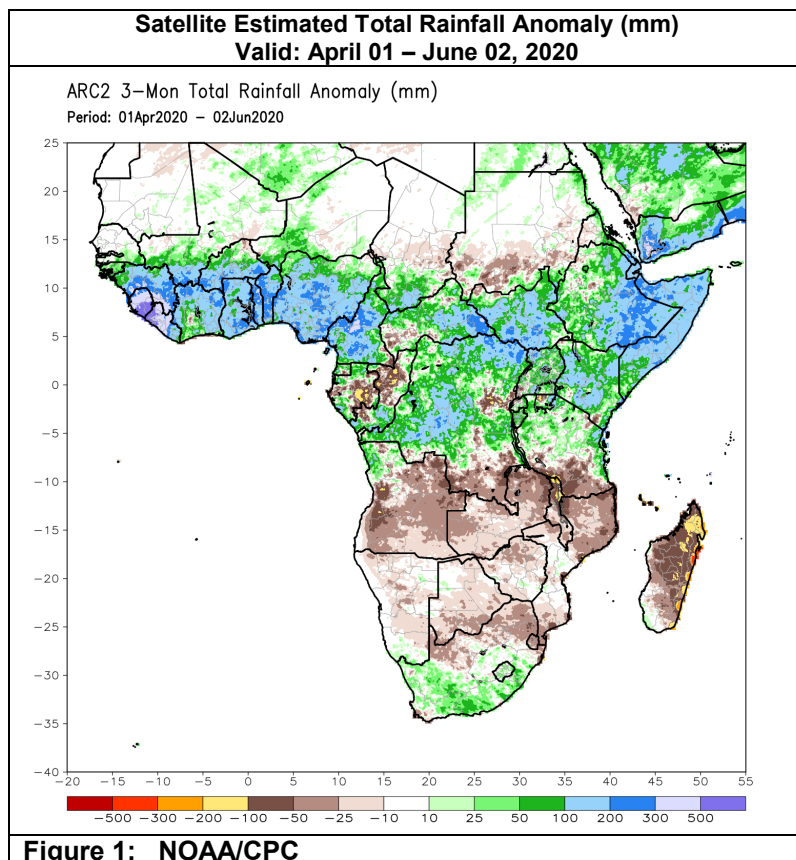 Satellite Estimated Total Rainfall Anomaly (mm)
Valid: April 01 – June 02, 2020
ARC2 3-Mon Total Rainfall Anomaly (mm)
Period: 01Apr2020 – 02Jun2020
25
20
15
10
5
0
−5
−10
−15
−20
−25
−30
−35
−40
−20 −15 −10 −5 0 5 10 15 20 25 30 35 40 45 50 55
−500 −300 −200 −100 −50 −25 −10 10 25 50 100 200 300 500
Figure 1: NOAA/CPC